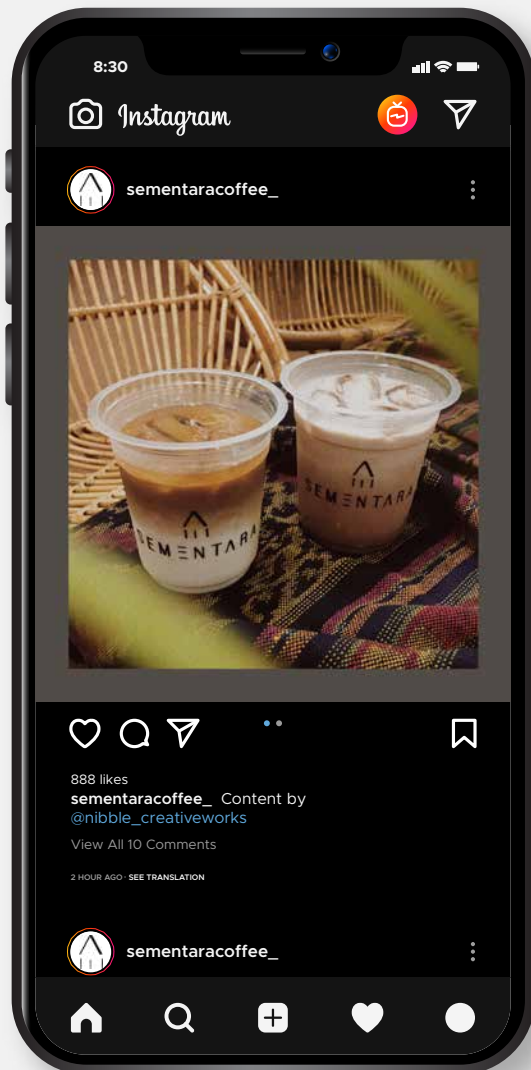 8:30
Instagram
sementaracoffee_
SEMENTARA
SEMENTARA
888 likes
sementaracoffee_ Content by
@nibble_creativeworks
View All 10 Comments
2 HOUR AGO · SEE TRANSLATION
sementaracoffee_